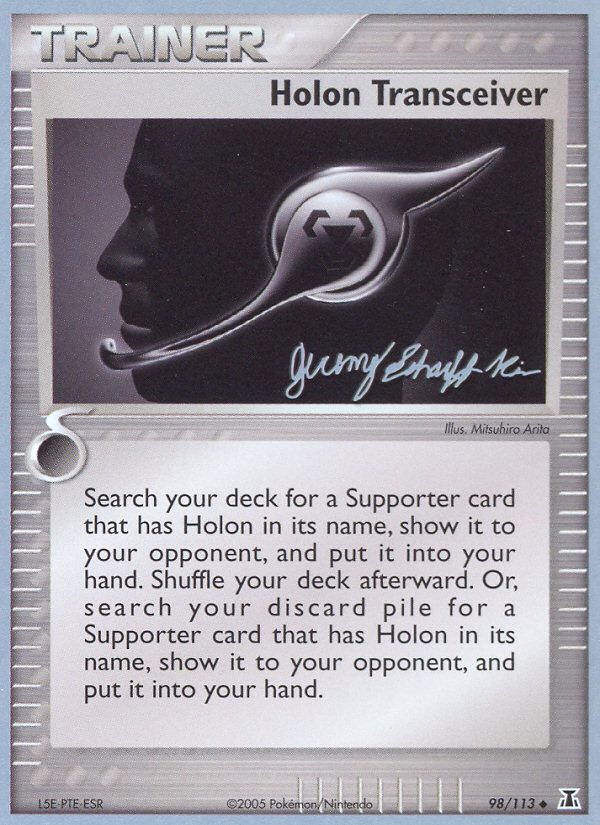 TRAINER
Holon Transceiver
Jeremy Scharff-Kim
Illus. Mitsuhiro Arita
Search your deck for a Supporter card
that has Holon in its name, show it to
your opponent, and put it into your
hand. Shuffle your deck afterward. Or,
search your discard pile for a
Supporter card that has Holon in its
name, show it to your opponent, and
put it into your hand.
L5E-PTE-ESR
©2005 Pokémon/Nintendo
98/113